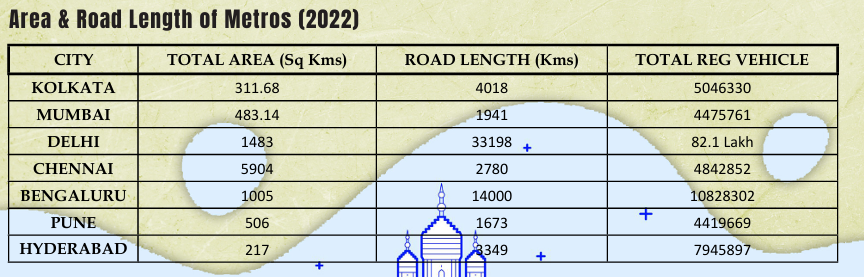 Area & Road Length of Metros (2022)
CITY TOTAL AREA (Sq Kms) ROAD LENGTH (Kms) TOTAL REG VEHICLE
KOLKATA 311.68 4018 5046330
MUMBAI 483.14 1941 4475761
DELHI 1483 33198 82.1 Lakh
CHENNAI 5904 2780 4842852
BENGALURU 1005 14000 10828302
PUNE 506 1673 4419669
HYDERABAD 217 3349 7945897